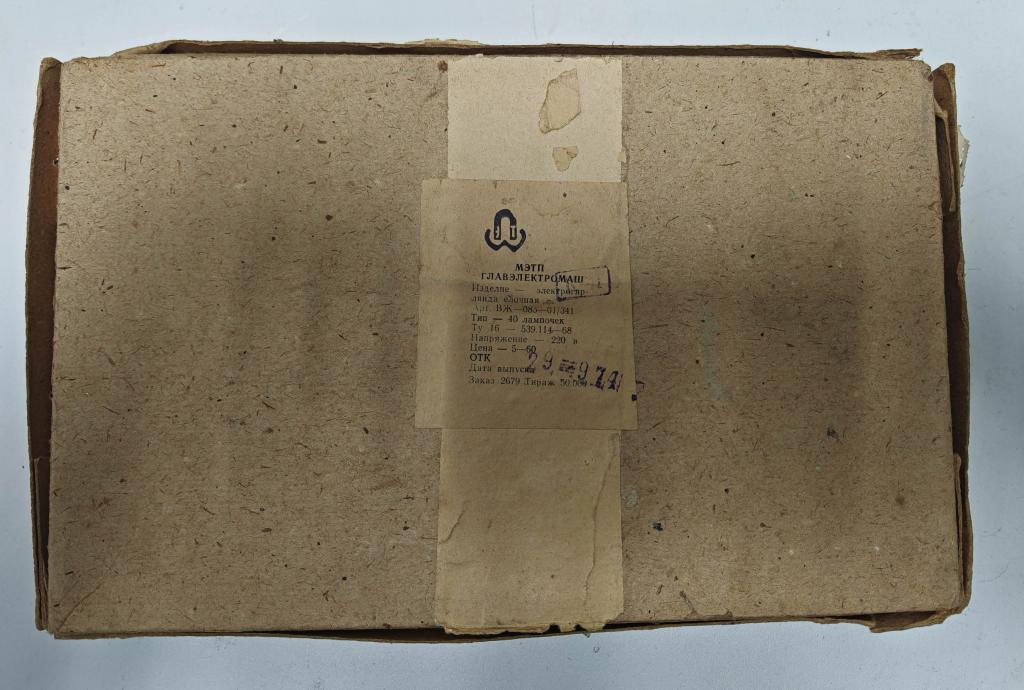 МЭТП
ГЛАВЭЛЕКТРОМАШ
Изделие — электрогир-
лянда елочная
Арт. ВЖ—085—01/341
Тип — 40 лампочек
Ту 16 — 539.114—68
Напряжение — 220 в
Цена — 5—60
ОТК
Дата выпуска
Заказ 2679 Тираж 50.000